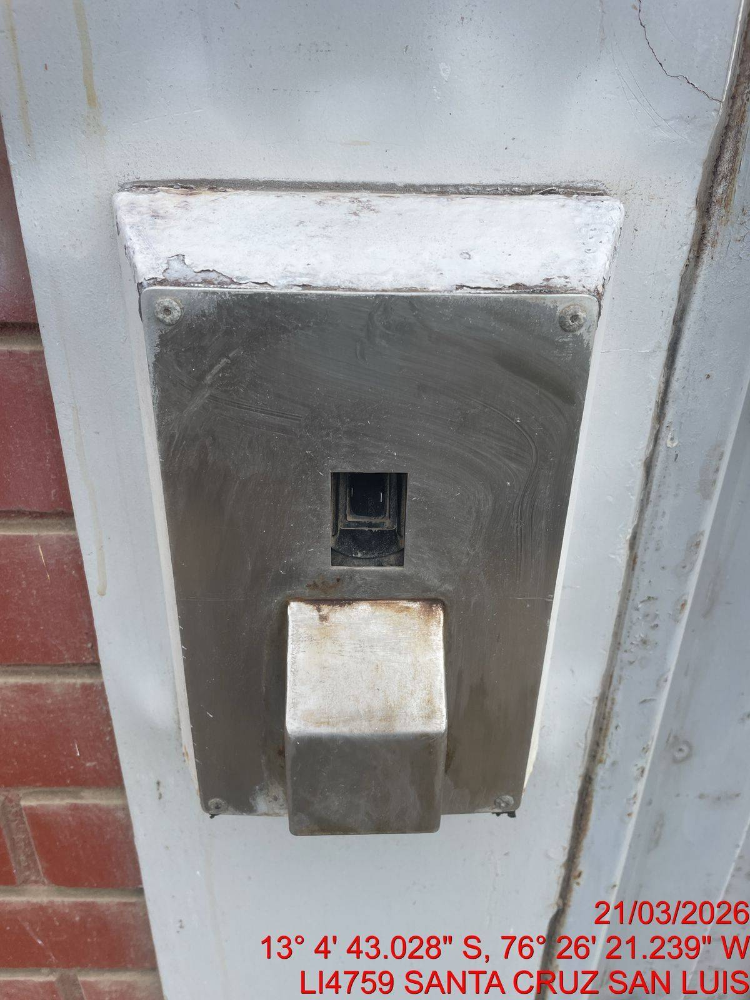 21/03/2026
13° 4' 43.028" S, 76° 26' 21.239" W
LI4759 SANTA CRUZ SAN LUIS